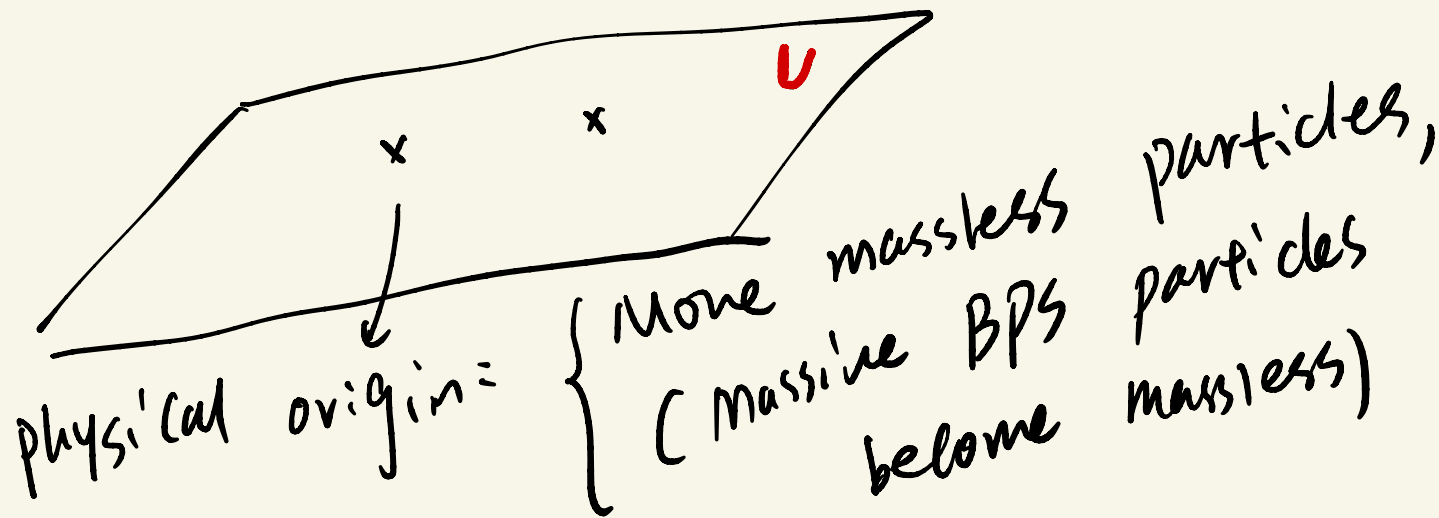 U
x x
physical origin = { More massless particles,
(massive BPS particles
become massless)